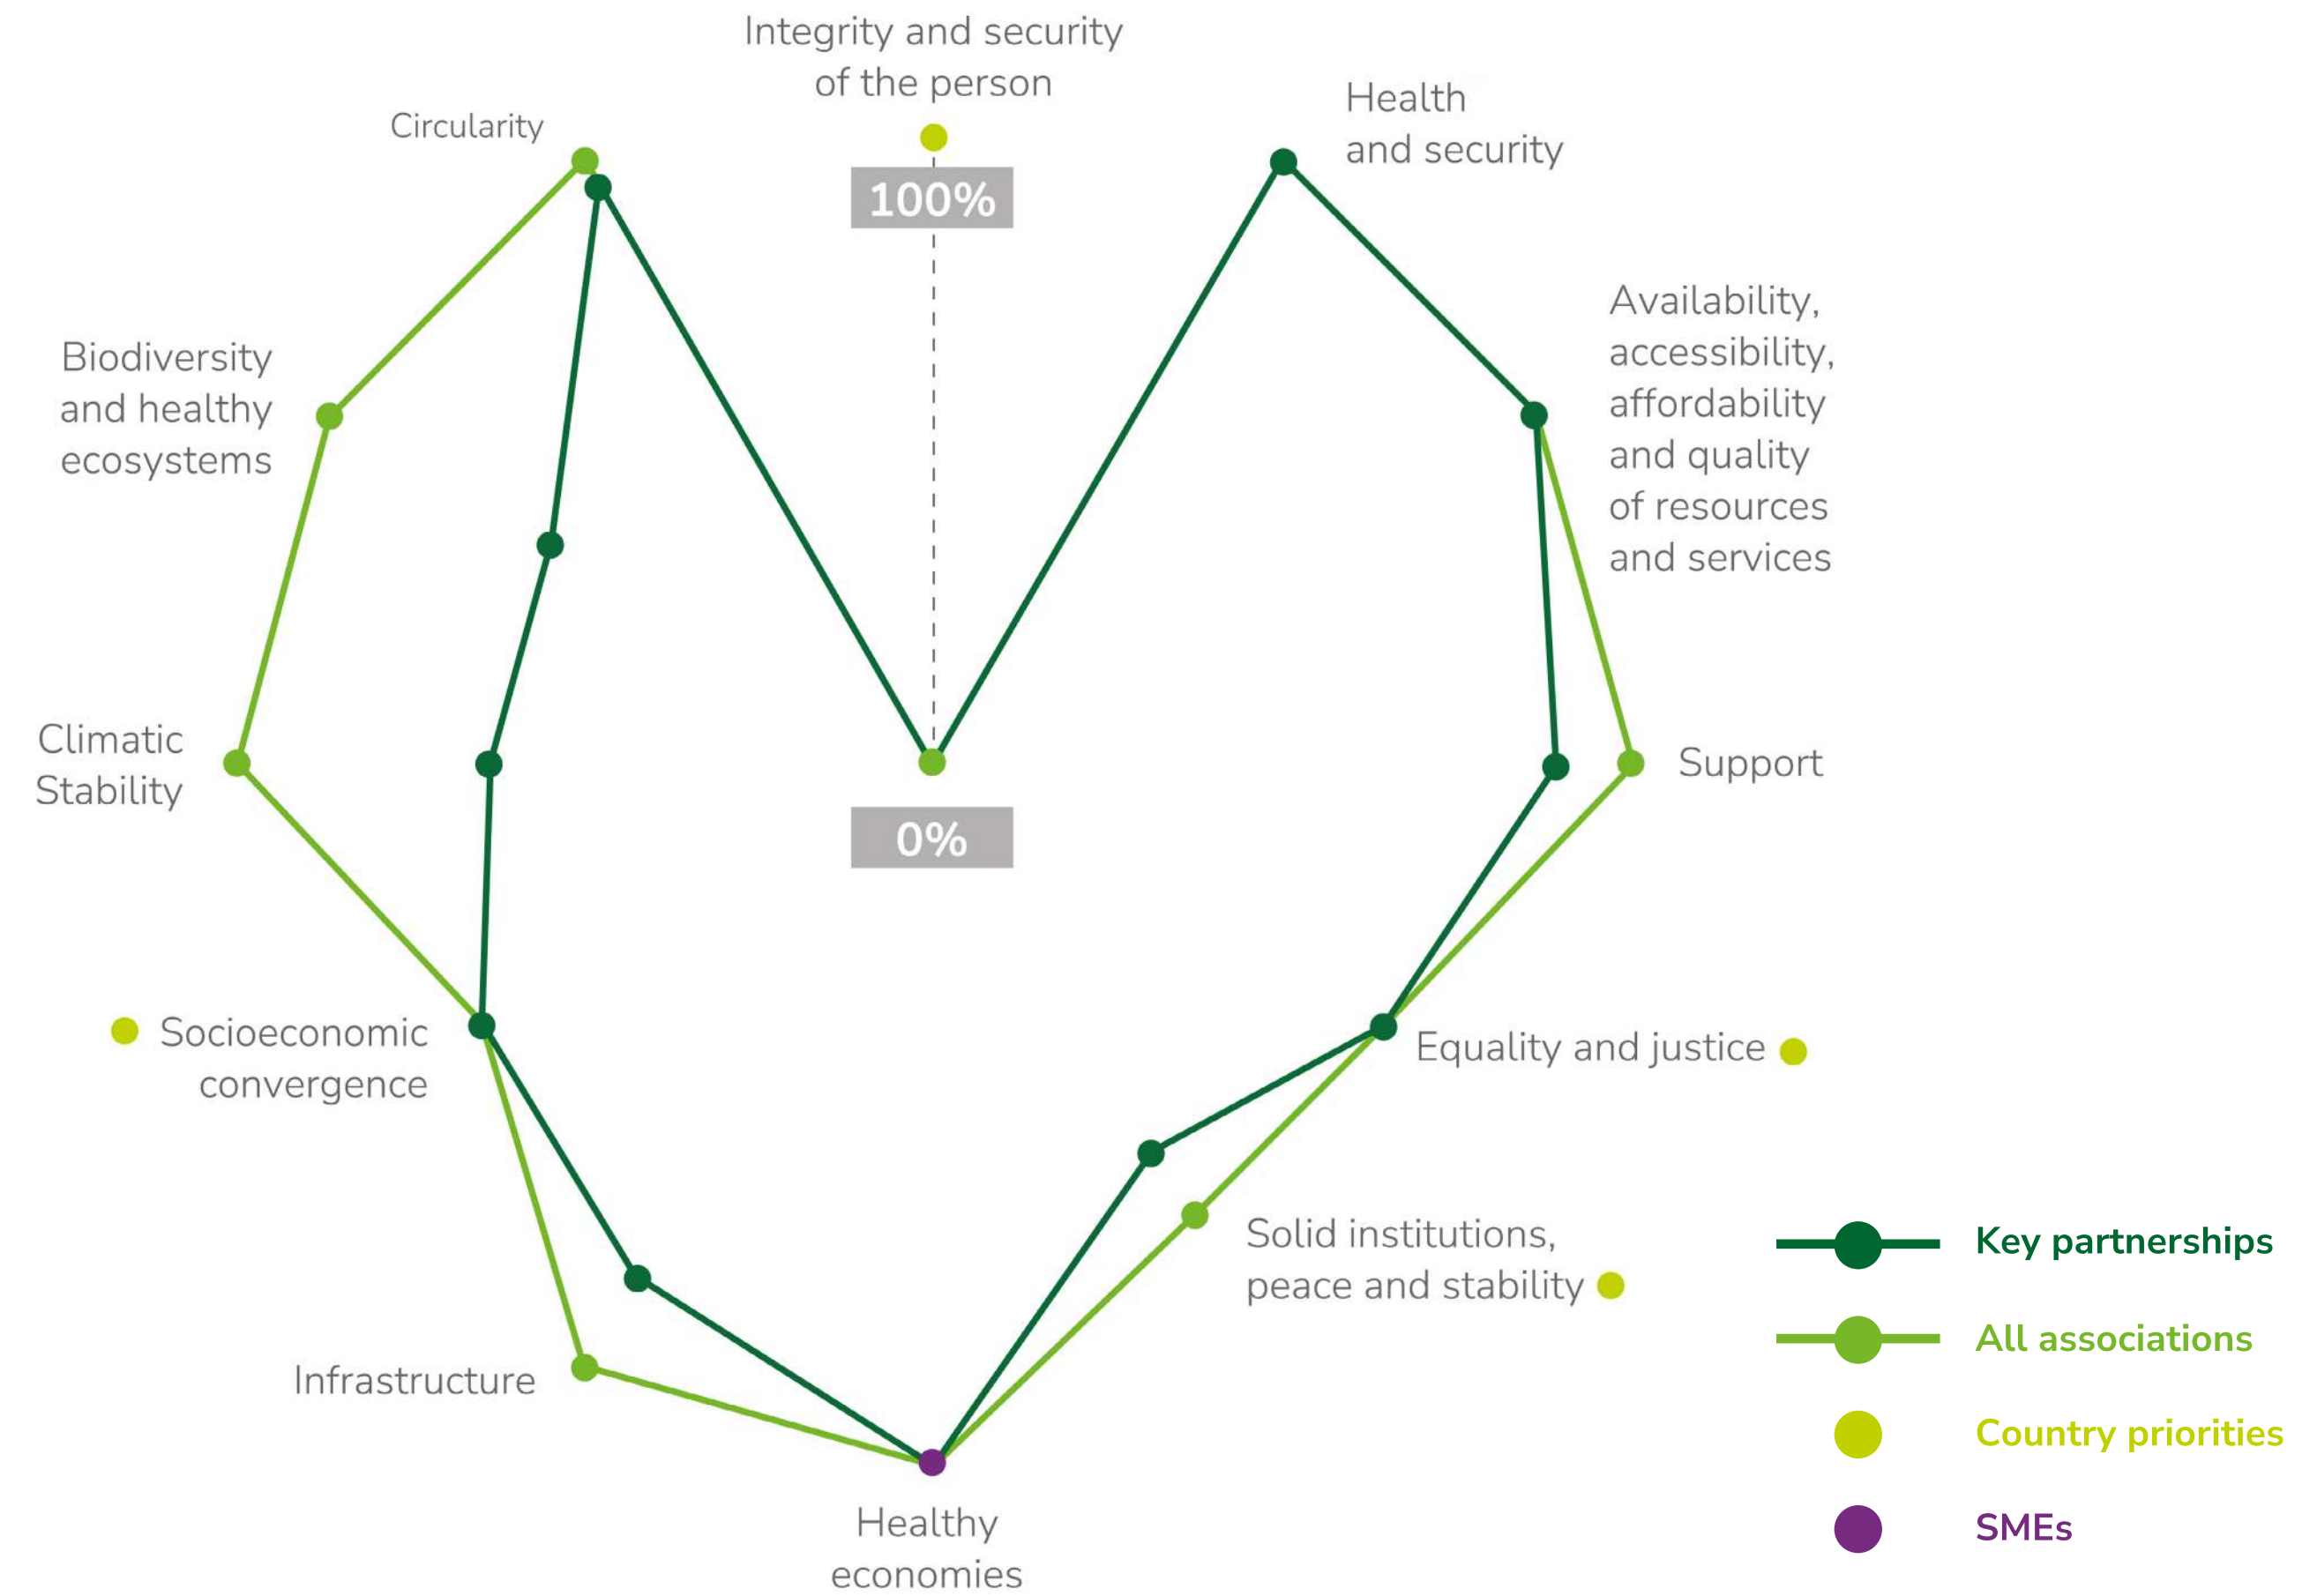 Integrity and security
of the person
Circularity
100%
Health
and security
Availability,
accessibility,
affordability
and quality
of resources
and services
Biodiversity
and healthy
ecosystems
Climatic
Stability
Support
0%
Socioeconomic
convergence
Equality and justice
Solid institutions,
peace and stability
Infrastructure
Healthy
economies
Key partnerships
All associations
Country priorities
SMEs